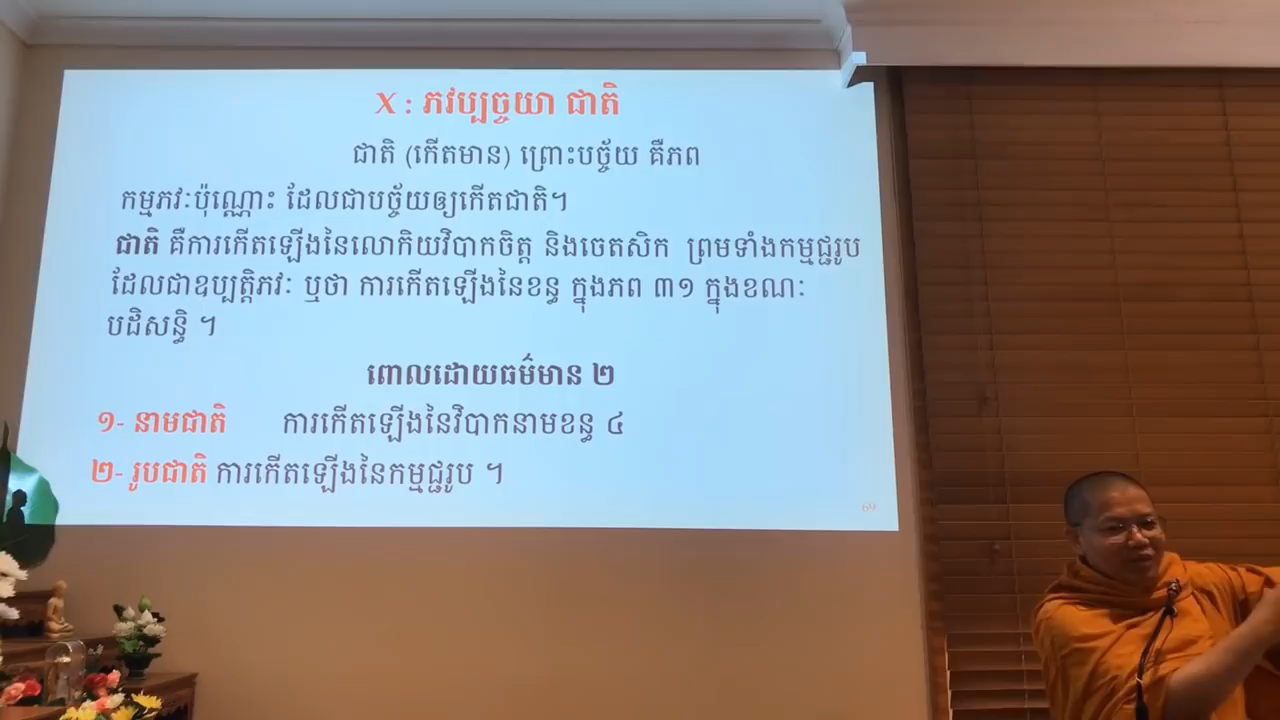 X : ភវប្បច្ចយា ជាតិ
ជាតិ (កើតមាន) ព្រោះបច្ច័យ គឺភព
កម្មភវៈប៉ុណ្ណោះ ដែលជាបច្ច័យឲ្យកើតជាតិ។
ជាតិ គឺការកើតឡើងនៃលោកិយវិបាកចិត្ត និងចេតសិក ព្រមទាំងកម្មជ្ជរូប
ដែលជាឧប្បត្តិភវៈ ឬថា ការកើតឡើងនៃខន្ធ ក្នុងភព ៣១ ក្នុងខណៈ
បដិសន្ធិ ។
ពោលដោយធម៌មាន ២
១- នាមជាតិ ការកើតឡើងនៃវិបាកនាមខន្ធ ៤
២- រូបជាតិ ការកើតឡើងនៃកម្មជ្ជរូប ។
69